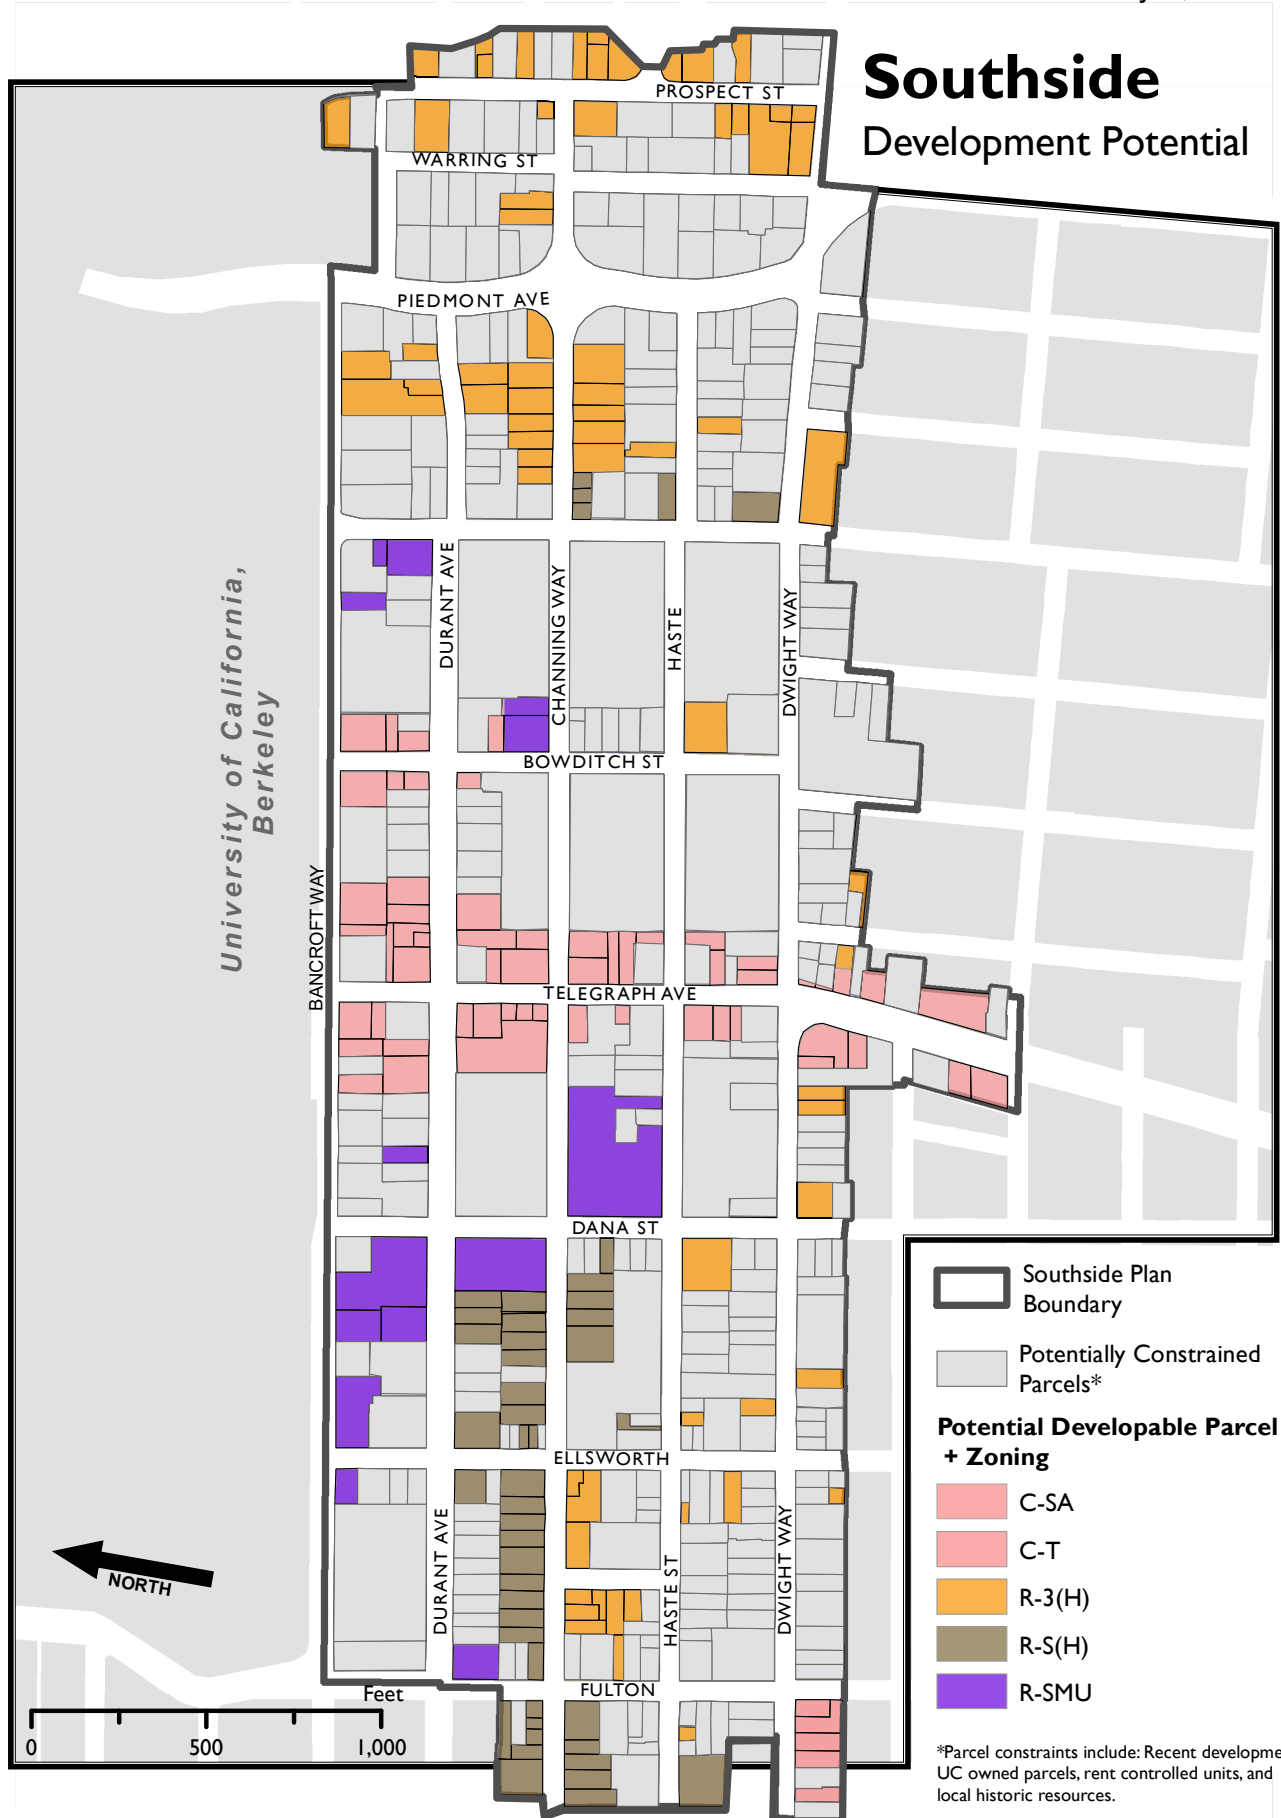 Southside
Development Potential
PROSPECT ST
WARRING ST
PIEDMONT AVE
University of California,
Berkeley
DURANT AVE
CHANNING WAY
HASTE
DWIGHT WAY
BOWDITCH ST
BANCROFT WAY
TELEGRAPH AVE
DANA ST
ELLSWORTH
DURANT AVE
HASTE ST
DWIGHT WAY
FULTON
NORTH
Feet
0 500 1,000
Southside Plan
Boundary
Potentially Constrained
Parcels*
Potential Developable Parcel
+ Zoning
C-SA
C-T
R-3(H)
R-S(H)
R-SMU
*Parcel constraints include: Recent developme
UC owned parcels, rent controlled units, and
local historic resources.